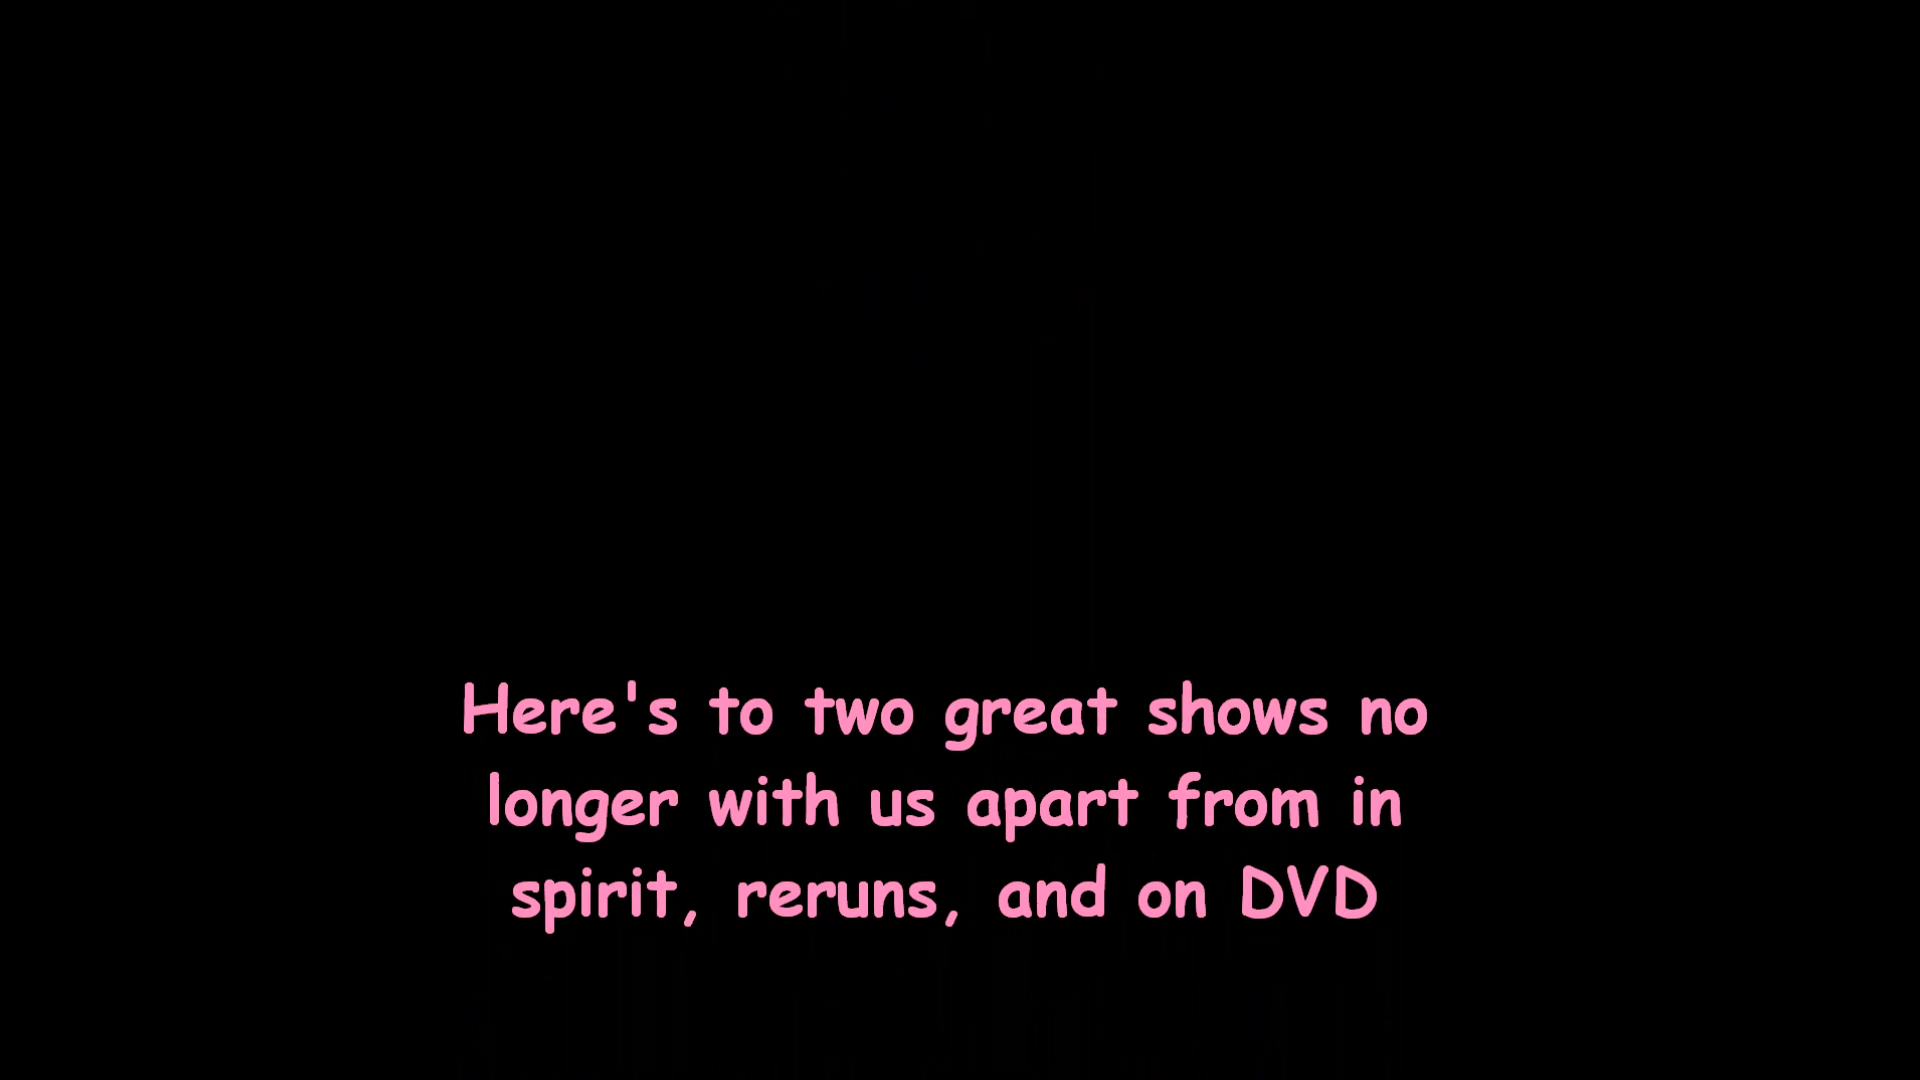 Here's to two great shows no
longer with us apart from in
spirit, reruns, and on DVD